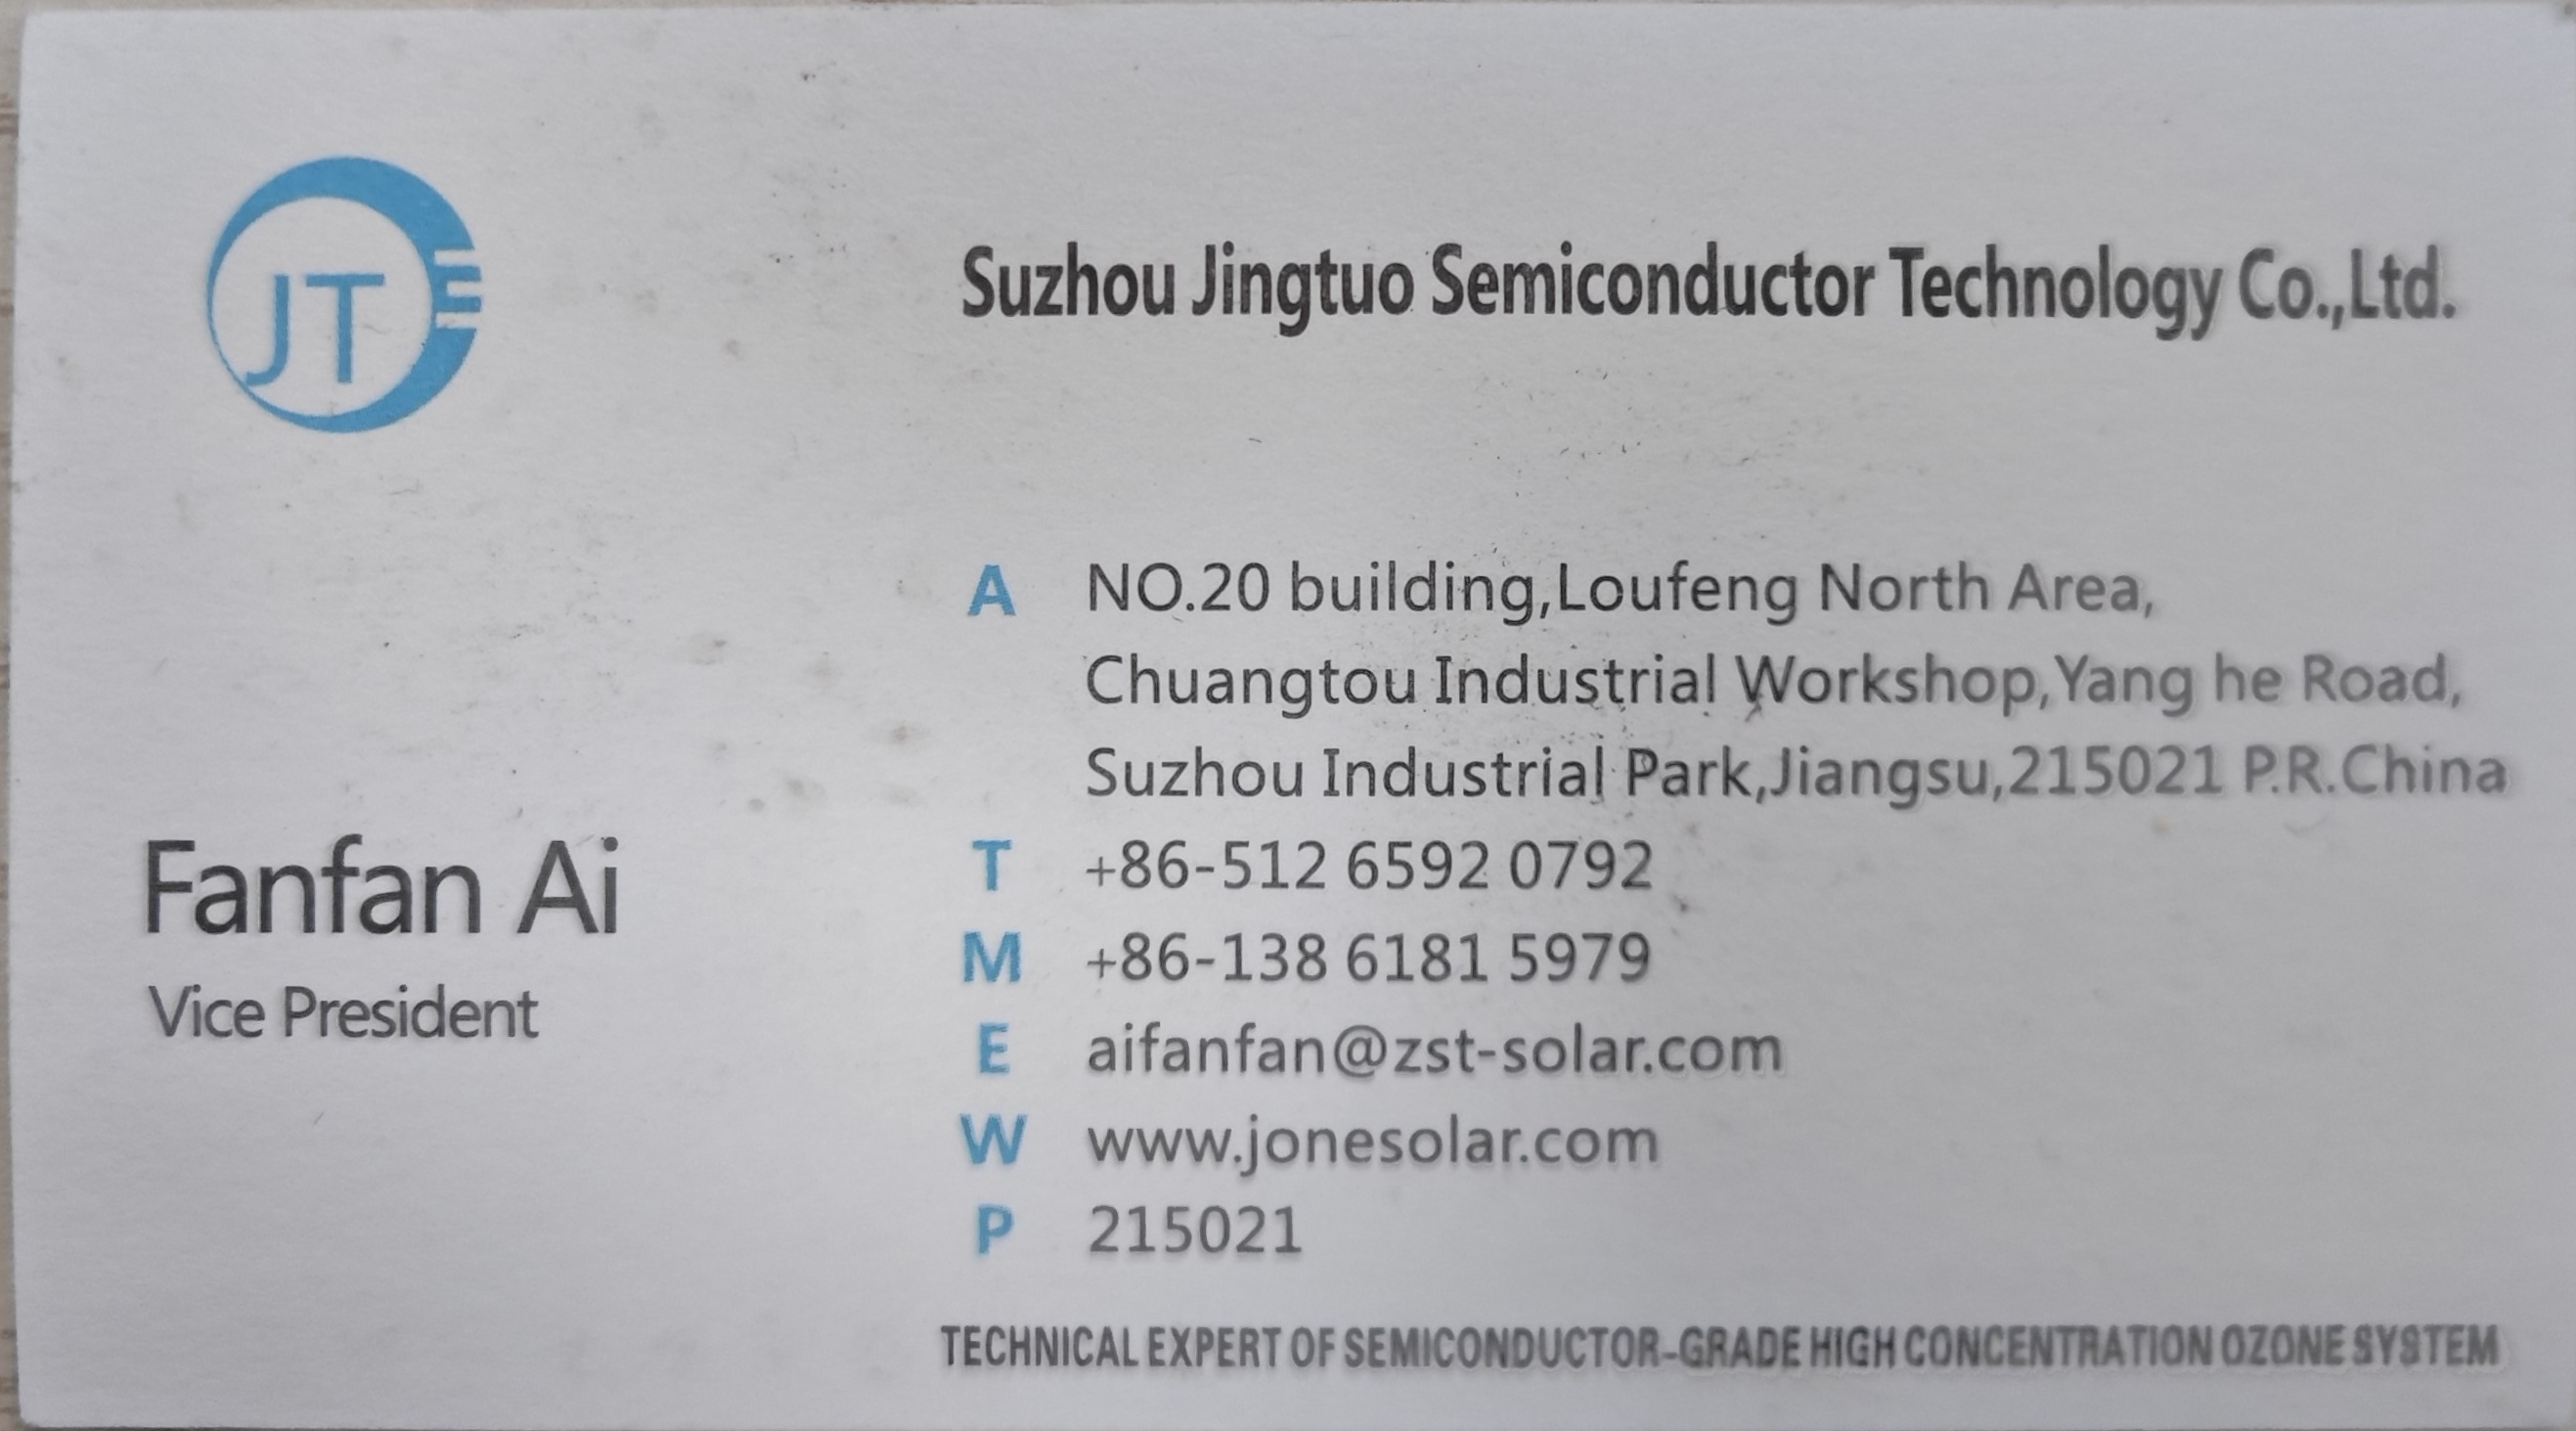 JT
E
Suzhou Jingtuo Semiconductor Technology Co.,Ltd.
Fanfan Ai
Vice President
A NO.20 building,Loufeng North Area,
Chuangtou Industrial Workshop,Yang he Road,
Suzhou Industrial Park,Jiangsu,215021 P.R.China
T +86-512 6592 0792
M +86-138 6181 5979
E aifanfan@zst-solar.com
W www.jonesolar.com
P 215021
TECHNICAL EXPERT OF SEMICONDUCTOR-GRADE HIGH CONCENTRATION OZONE SYSTEM